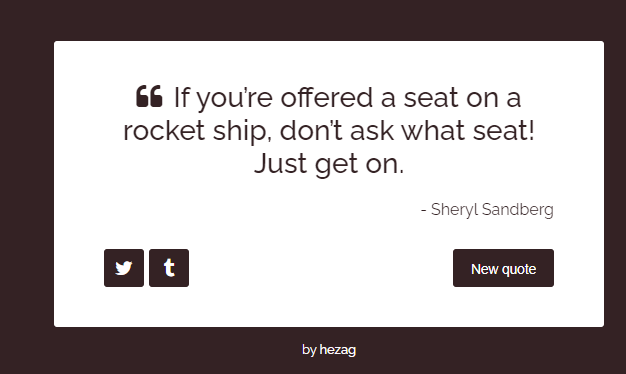 “ If you’re offered a seat on a
rocket ship, don’t ask what seat!
Just get on.
- Sheryl Sandberg
New quote
by hezag